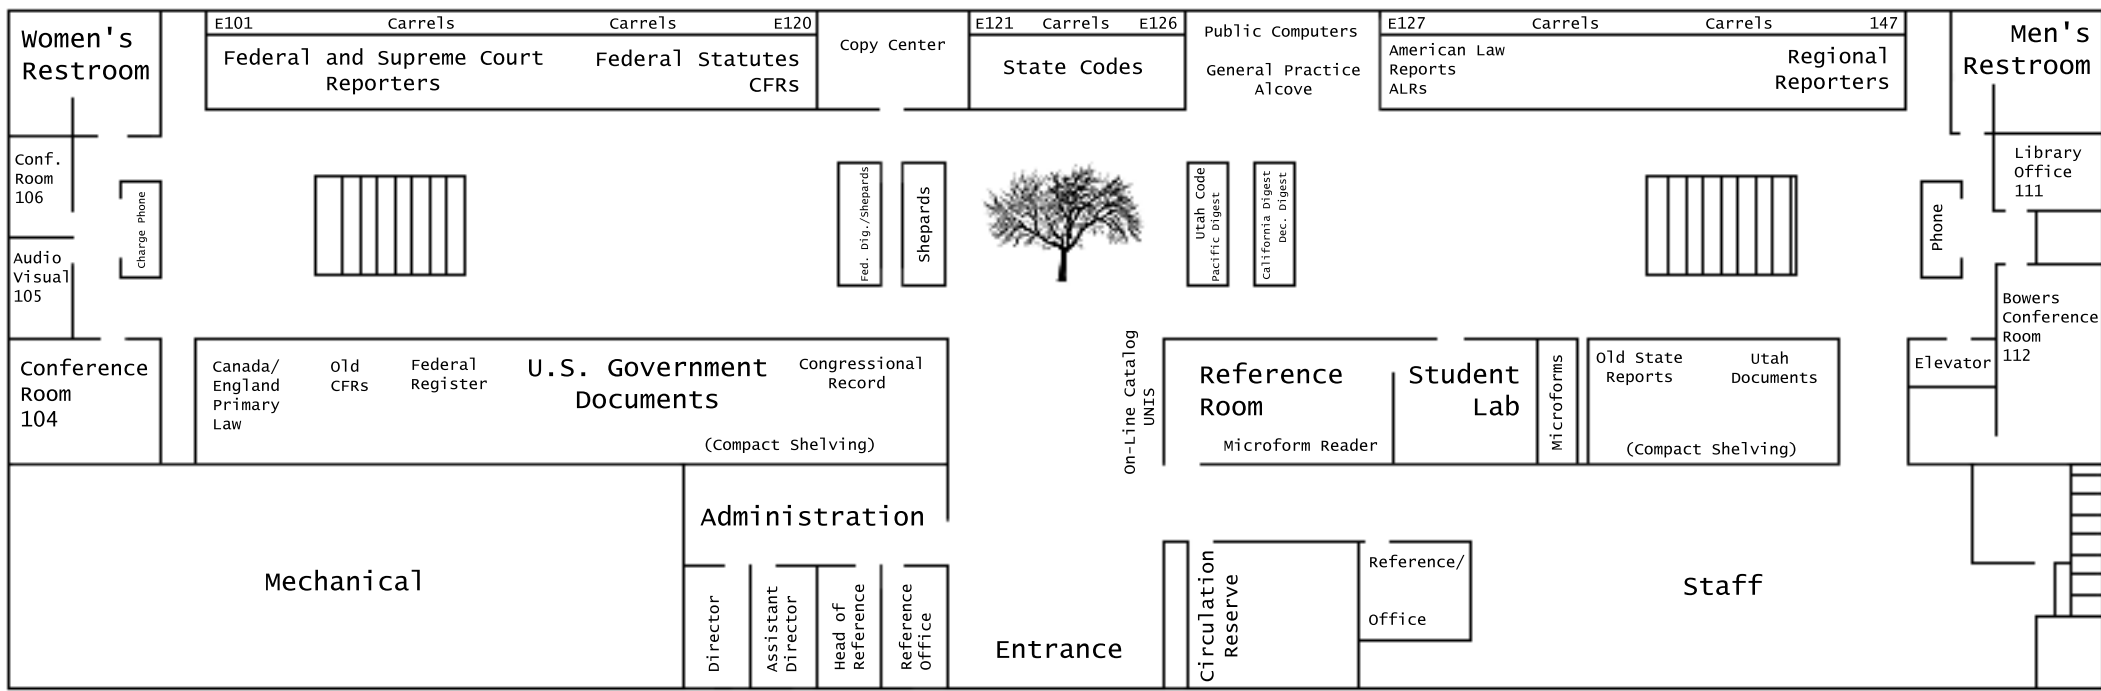 E101 Carrels Carrels E120
E121 Carrels E126
E127 Carrels Carrels 147
Women's
Restroom
Federal and Supreme Court
Reporters
Federal Statutes
CFRs
Copy Center
State Codes
Public Computers
General Practice
Alcove
American Law
Reports
ALRs
Regional
Reporters
Men's
Restroom
Conf.
Room
106
Charge Phone
Audio
Visual
105
Fed. Dig./Shepards
Shepards
Utah Code
Pacific Digest
California Digest
Dec. Digest
Phone
Library
Office
111
Bowers
Conference
Room
112
Conference
Room
104
Canada/
England
Primary
Law
Old
CFRs
Federal
Register
U.S. Government
Documents
Congressional
Record
(Compact Shelving)
On-Line Catalog
UNIS
Reference
Room
Microform Reader
Student
Lab
Microforms
Old State
Reports
Utah
Documents
(Compact Shelving)
Elevator
Mechanical
Administration
Director
Assistant
Director
Head of
Reference
Reference
Office
Entrance
Circulation
Reserve
Reference/
Office
Staff